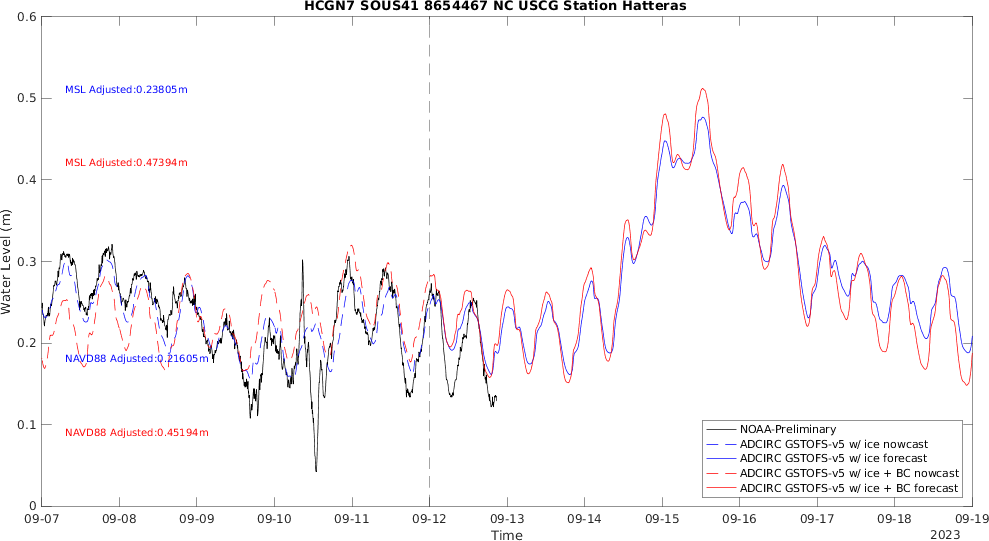 HCGN7 SOUS41 8654467 NC USCG Station Hatteras
0.6
0.5
0.4
0.3
0.2
0.1
0
Water Level (m)
MSL Adjusted:0.23805m
MSL Adjusted:0.47394m
NAVD88 Adjusted:0.21605m
NAVD88 Adjusted:0.45194m
NOAA-Preliminary
ADCIRC GSTOFS-v5 w/ ice nowcast
ADCIRC GSTOFS-v5 w/ ice forecast
ADCIRC GSTOFS-v5 w/ ice + BC nowcast
ADCIRC GSTOFS-v5 w/ ice + BC forecast
09-07 09-08 09-09 09-10 09-11 09-12 09-13 09-14 09-15 09-16 09-17 09-18 09-19
Time
2023